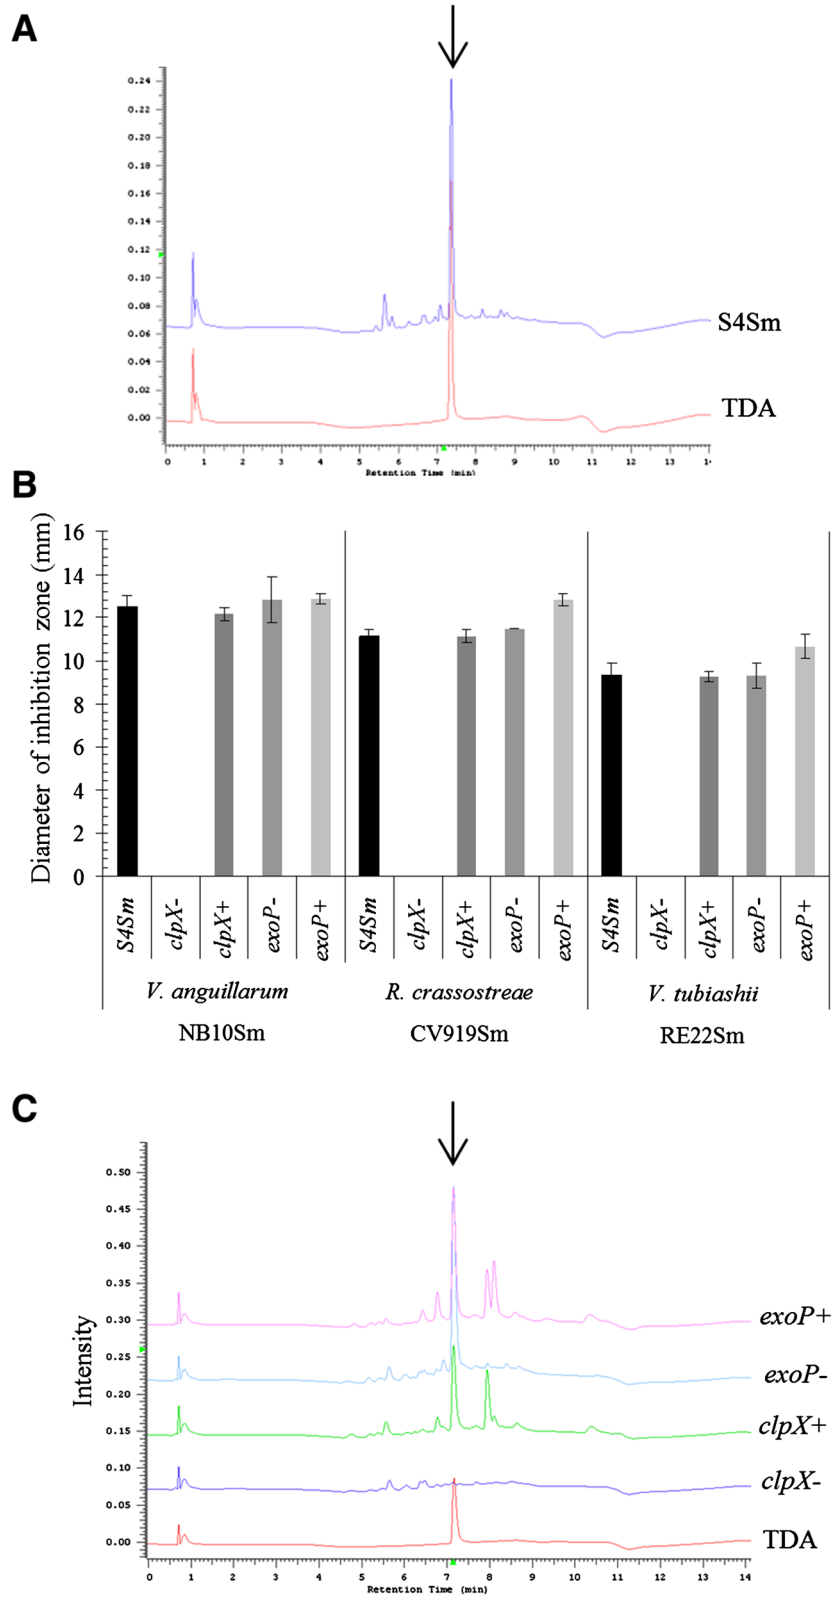 A
0.24
0.22
0.20
0.18
0.16
0.14
0.12
0.10
0.08
0.06
0.04
0.02
0.00
S4Sm
TDA
0 1 2 3 4 5 6 7 8 9 10 11 12 13 1
Retention Time (min)
B
Diameter of inhibition zone (mm)
16
14
12
10
8
6
4
2
0
S4Sm clpX- clpX+ exoP- exoP+ S4Sm clpX- clpX+ exoP- exoP+ S4Sm clpX- clpX+ exoP- exoP+
V. anguillarum R. crassostreae V. tubiashii
NB10Sm CV919Sm RE22Sm
C
Intensity
0.50
0.45
0.40
0.35
0.30
0.25
0.20
0.15
0.10
0.05
0.00
exoP+
exoP-
clpX+
clpX-
TDA
0 1 2 3 4 5 6 7 8 9 10 11 12 13 14
Retention Time (min)